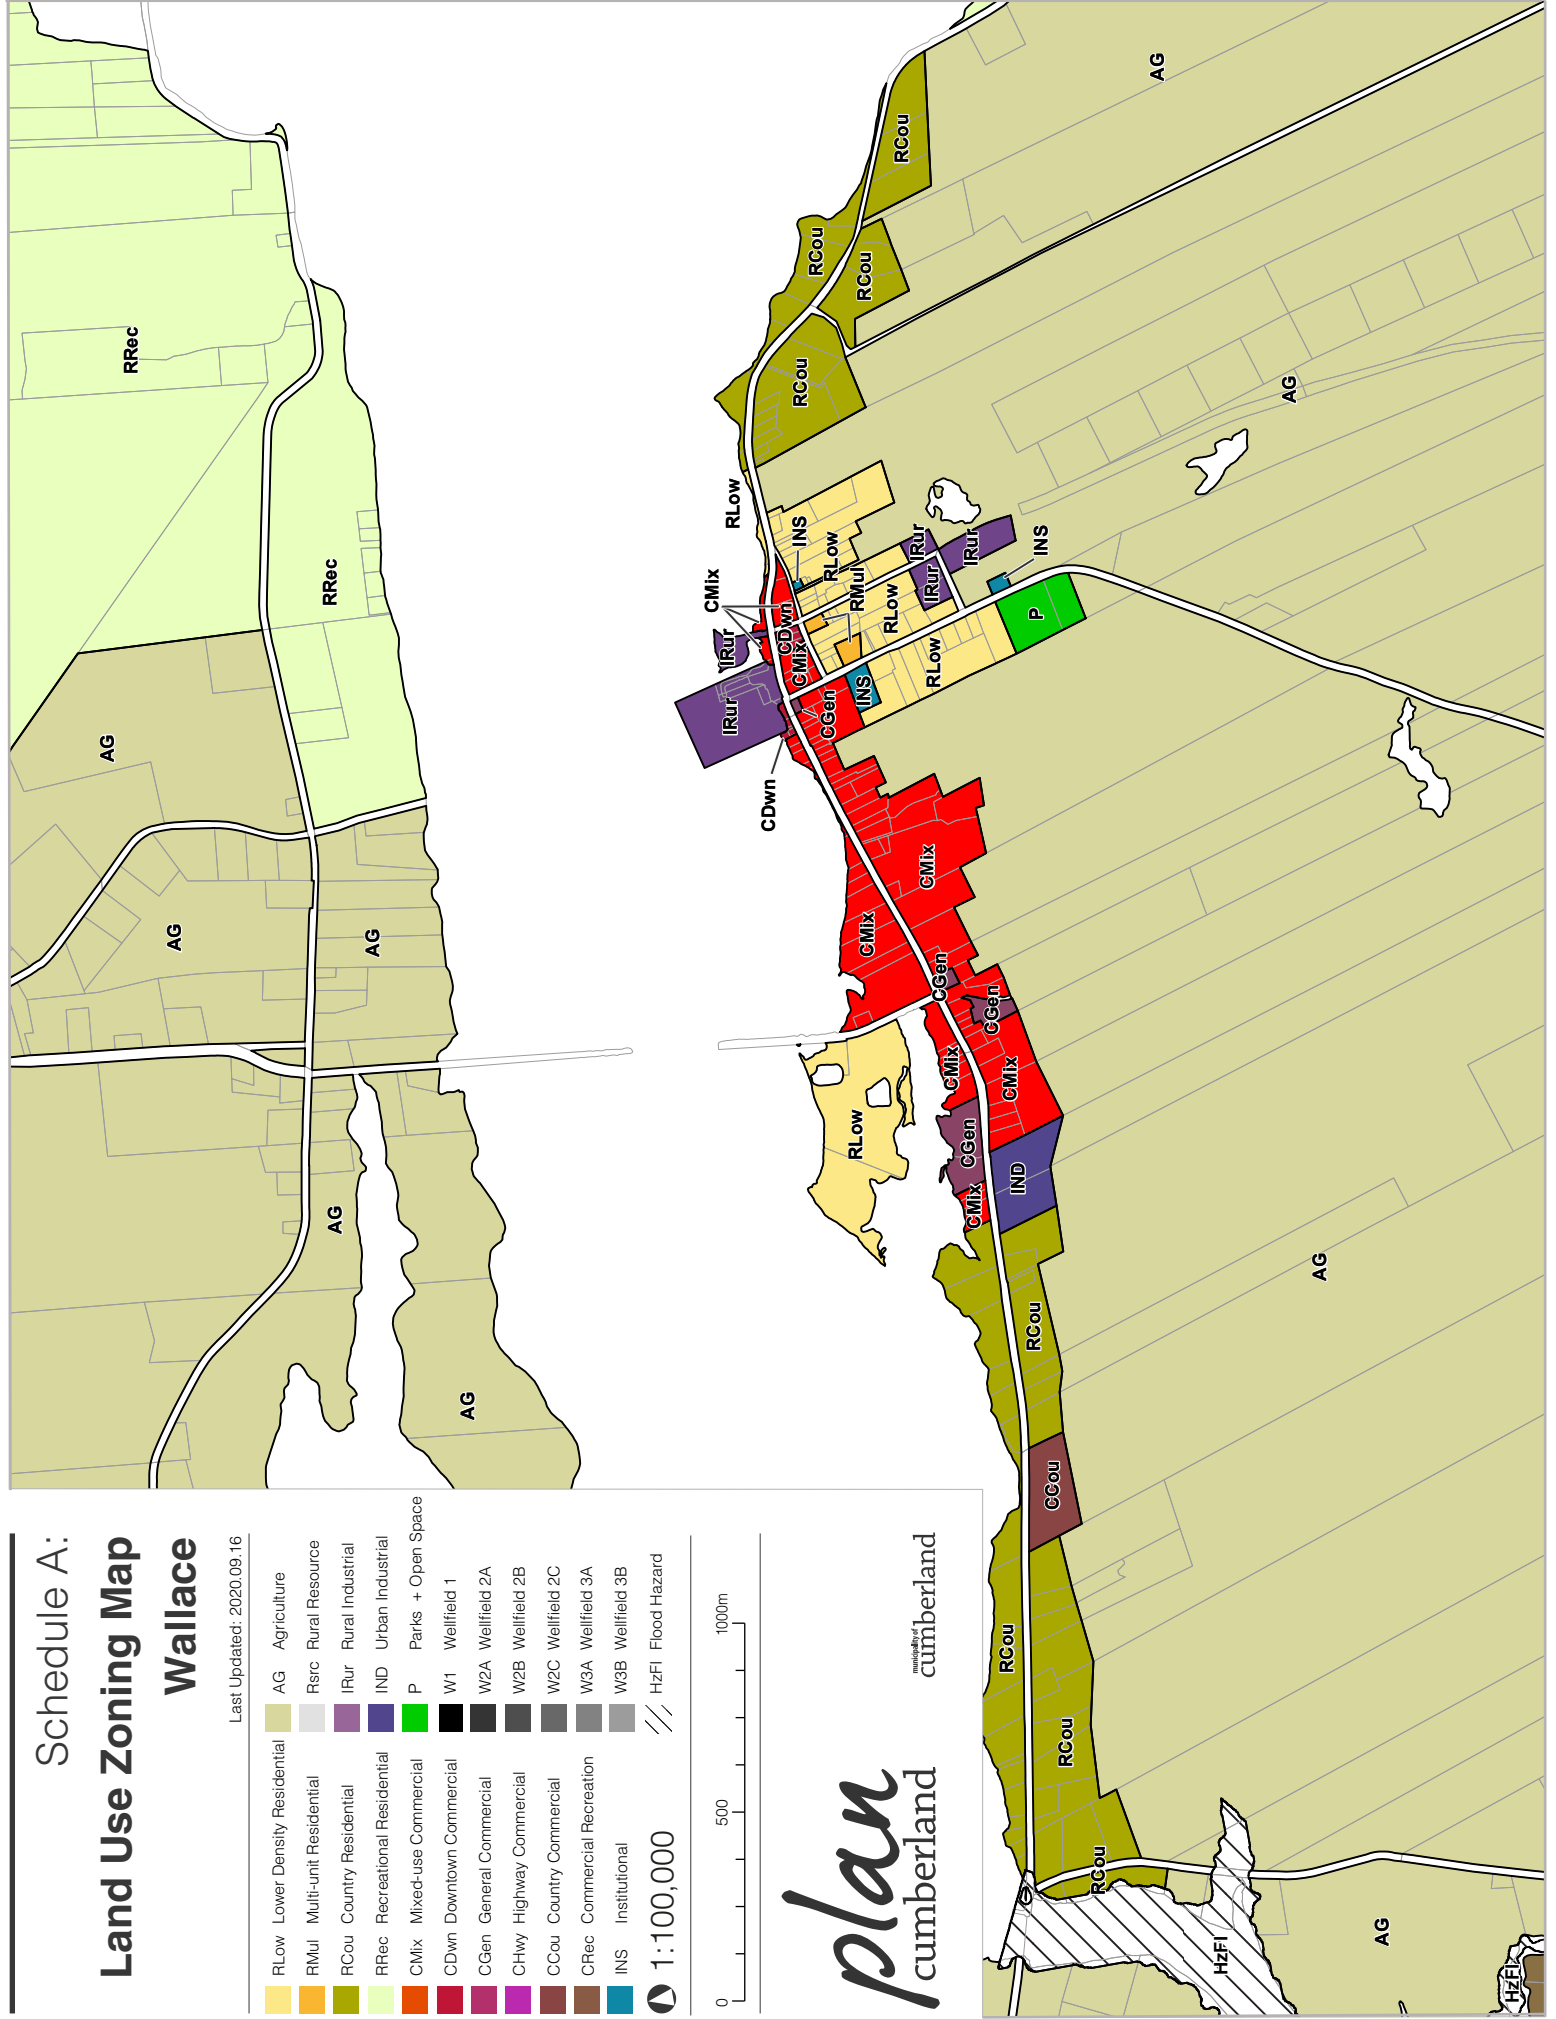 Schedule A:
Land Use Zoning Map
Wallace
Last Updated: 2020.09.16
RLow Lower Density Residential
RMul Multi-unit Residential
RCou Country Residential
RRec Recreational Residential
CMix Mixed-use Commercial
CDwn Downtown Commercial
CGen General Commercial
CHwy Highway Commercial
CCou Country Commercial
CRec Commercial Recreation
INS Institutional
AG Agriculture
Rsrc Rural Resource
IRur Rural Industrial
IND Urban Industrial
P Parks + Open Space
W1 Wellfield 1
W2A Wellfield 2A
W2B Wellfield 2B
W2C Wellfield 2C
W3A Wellfield 3A
W3B Wellfield 3B
HzFl Flood Hazard
1:100,000
0 500 1000m
plan
cumberland
municipality of
cumberland
AG
AG
AG
AG
AG
RRec
RRec
RLow
RLow
RLow
RLow
RLow
RLow
INS
INS
INS
CMix
CMix
CMix
CMix
CMix
CMix
CMix
CDwn
CDwn
CGen
CGen
CGen
CGen
RMul
IRur
IRur
IRur
IRur
IRur
P
IND
CCou
RCou
RCou
RCou
RCou
RCou
RCou
RCou
RCou
AG
AG
AG
AG
HzFl
HzFl